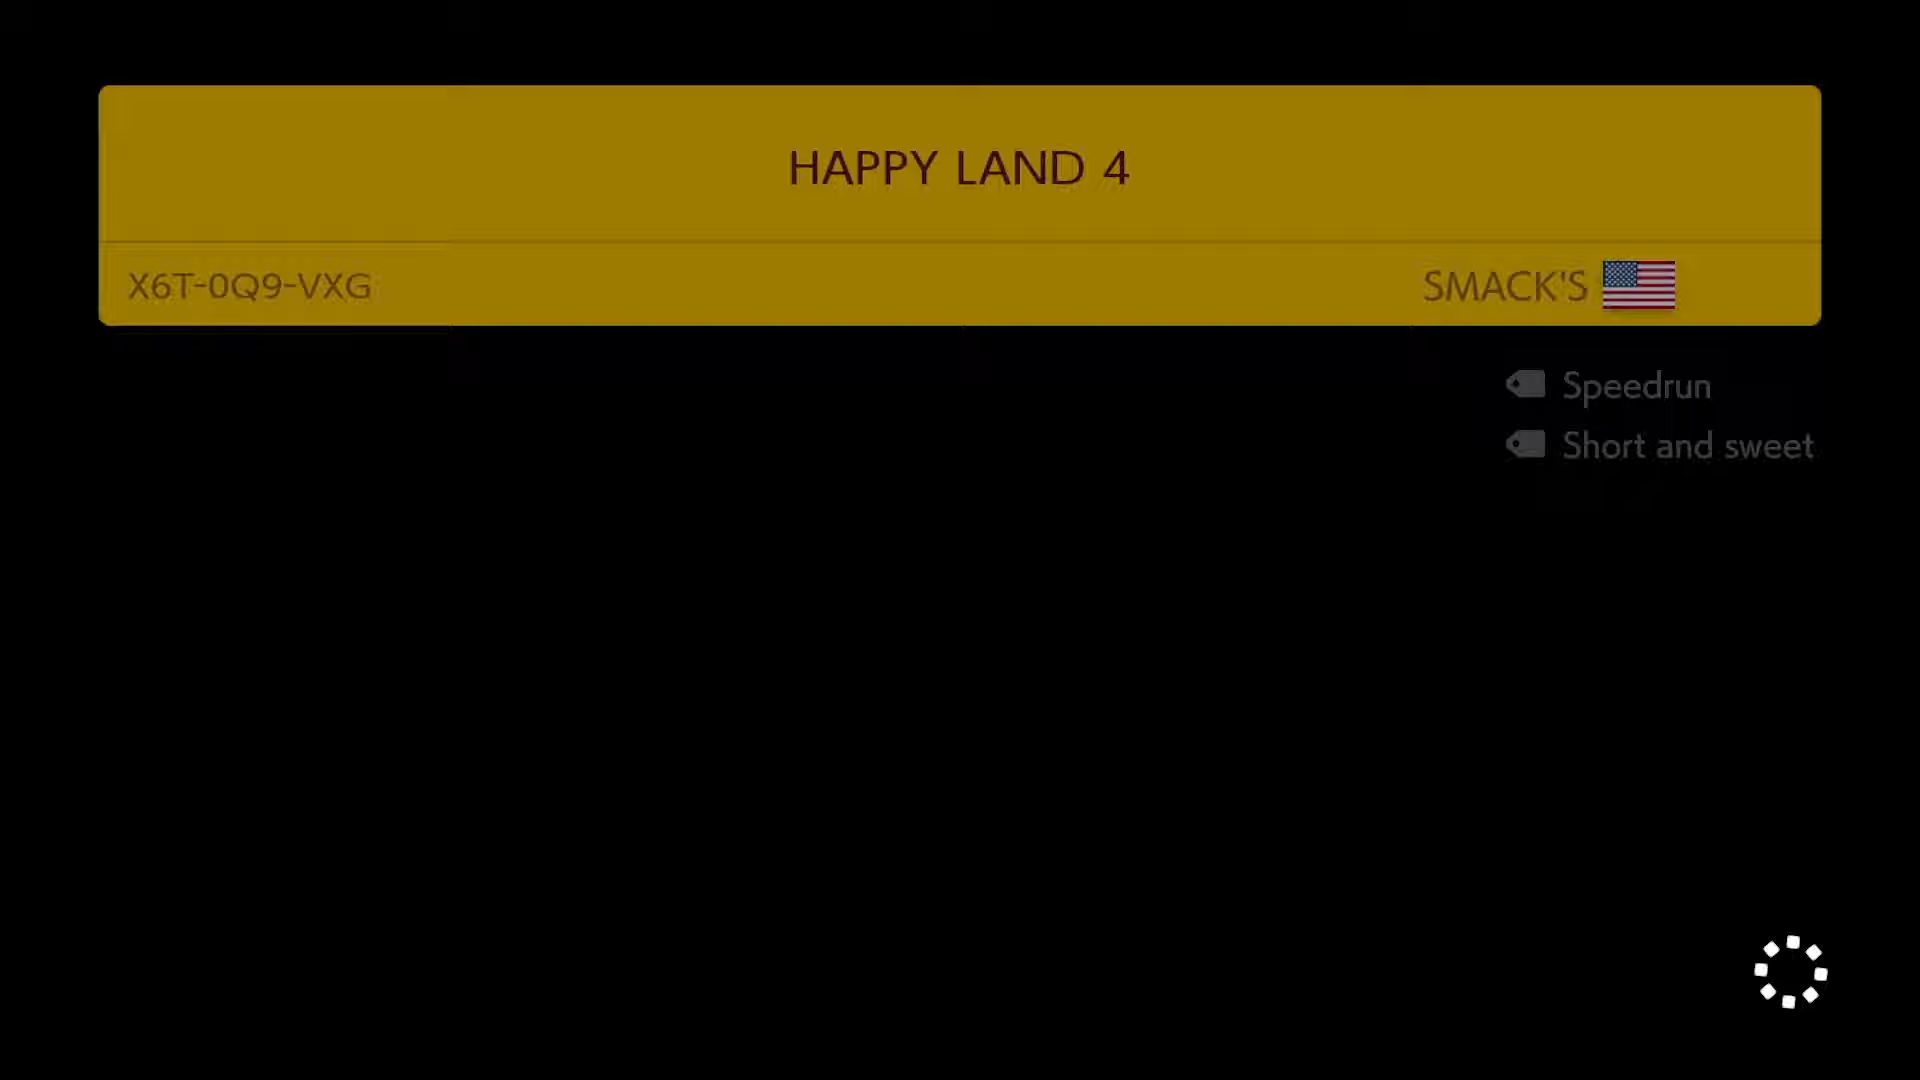 HAPPY LAND 4
X6T-0Q9-VXG
SMACK'S
Speedrun
Short and sweet